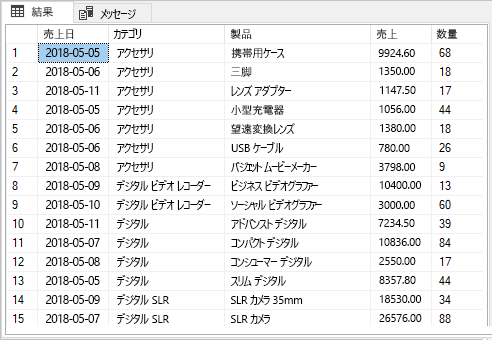 結果 メッセージ
売上日 カテゴリ 製品 売上 数量
1 2018-05-05 アクセサリ 携帯用ケース 9924.60 68
2 2018-05-06 アクセサリ 三脚 1350.00 18
3 2018-05-11 アクセサリ レンズ アダプター 1147.50 17
4 2018-05-05 アクセサリ 小型充電器 1056.00 44
5 2018-05-06 アクセサリ 望遠変換レンズ 1380.00 18
6 2018-05-06 アクセサリ USB ケーブル 780.00 26
7 2018-05-08 アクセサリ バジェット ムービーメーカー 3798.00 9
8 2018-05-09 デジタル ビデオ レコーダー ビジネス ビデオグラファー 10400.00 13
9 2018-05-10 デジタル ビデオ レコーダー ソーシャル ビデオグラファー 3000.00 60
10 2018-05-11 デジタル アドバンスト デジタル 7234.50 39
11 2018-05-07 デジタル コンパクト デジタル 10836.00 84
12 2018-05-08 デジタル コンシューマー デジタル 2550.00 17
13 2018-05-05 デジタル スリム デジタル 8357.80 44
14 2018-05-09 デジタル SLR SLR カメラ 35mm 18530.00 34
15 2018-05-07 デジタル SLR SLR カメラ 26576.00 88